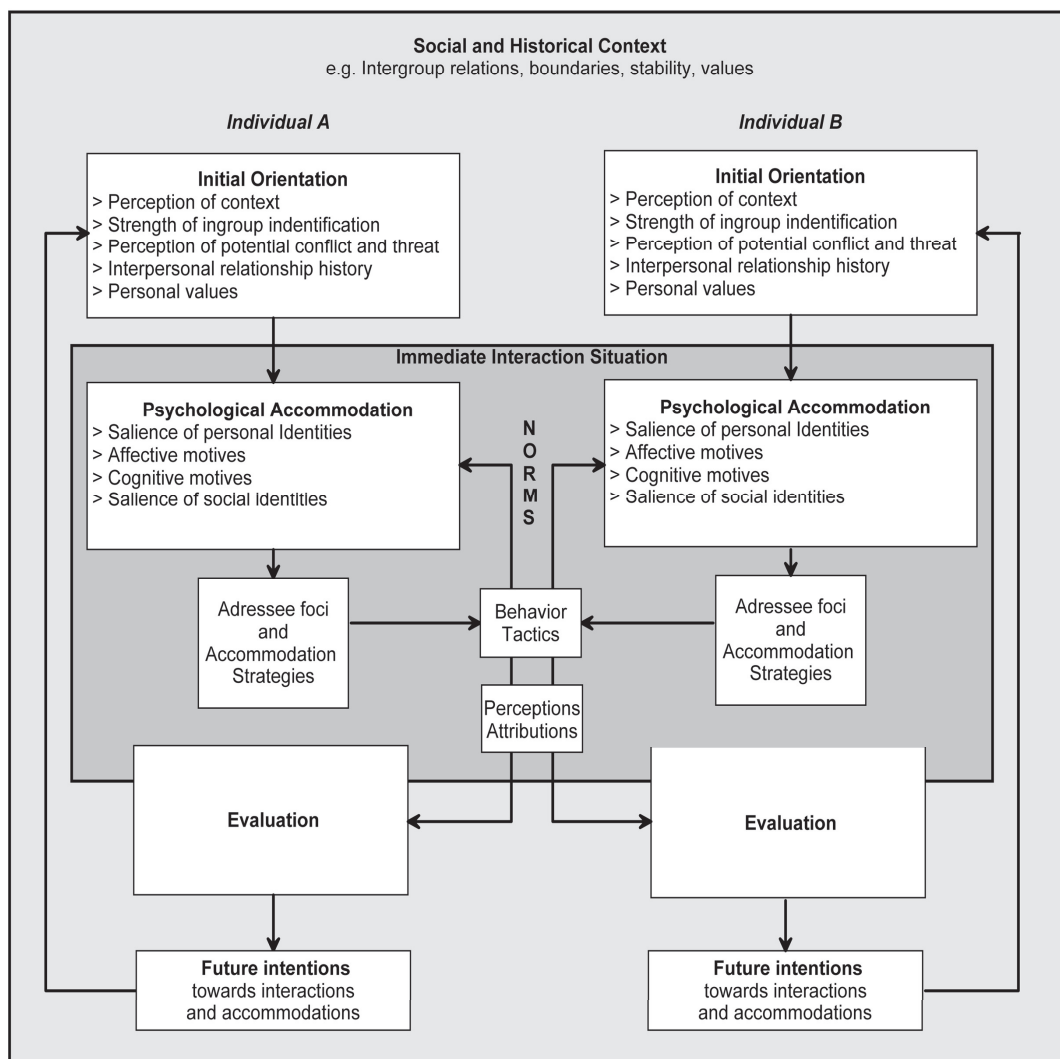 Social and Historical Context
e.g. Intergroup relations, boundaries, stability, values
Individual A
Initial Orientation
> Perception of context
> Strength of ingroup indentification
> Perception of potential conflict and threat
> Interpersonal relationship history
> Personal values
Individual B
Initial Orientation
> Perception of context
> Strength of ingroup indentification
> Perception of potential conflict and threat
> Interpersonal relationship history
> Personal values
Immediate Interaction Situation
Psychological Accommodation
> Salience of personal Identities
> Affective motives
> Cognitive motives
> Salience of social identities
NORMS
Psychological Accommodation
> Salience of personal Identities
> Affective motives
> Cognitive motives
> Salience of social identities
Adressee foci
and
Accommodation
Strategies
Behavior
Tactics
Adressee foci
and
Accommodation
Strategies
Perceptions
Attributions
Evaluation
Evaluation
Future intentions
towards interactions
and accommodations
Future intentions
towards interactions
and accommodations